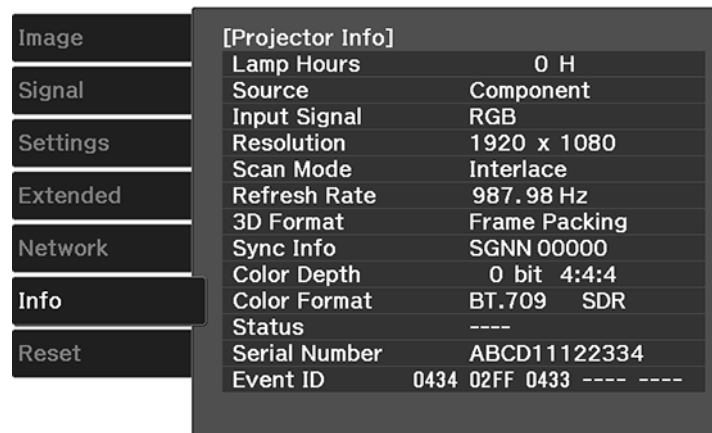 Image
Signal
Settings
Extended
Network
Info
Reset
[Projector Info]
Lamp Hours 0 H
Source Component
Input Signal RGB
Resolution 1920 x 1080
Scan Mode Interlace
Refresh Rate 987.98 Hz
3D Format Frame Packing
Sync Info SGNN 00000
Color Depth 0 bit 4:4:4
Color Format BT.709 SDR
Status ----
Serial Number ABCD11122334
Event ID 0434 02FF 0433 ---- ----